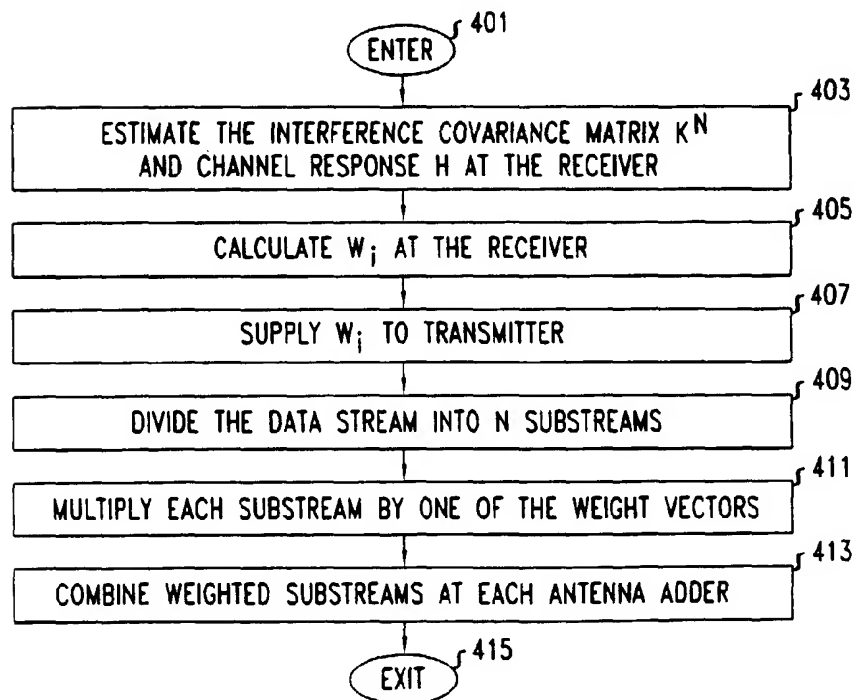 ENTER 401
403
ESTIMATE THE INTERFERENCE COVARIANCE MATRIX K^N
AND CHANNEL RESPONSE H AT THE RECEIVER
405
CALCULATE W_i AT THE RECEIVER
407
SUPPLY W_i TO TRANSMITTER
409
DIVIDE THE DATA STREAM INTO N SUBSTREAMS
411
MULTIPLY EACH SUBSTREAM BY ONE OF THE WEIGHT VECTORS
413
COMBINE WEIGHTED SUBSTREAMS AT EACH ANTENNA ADDER
415
EXIT